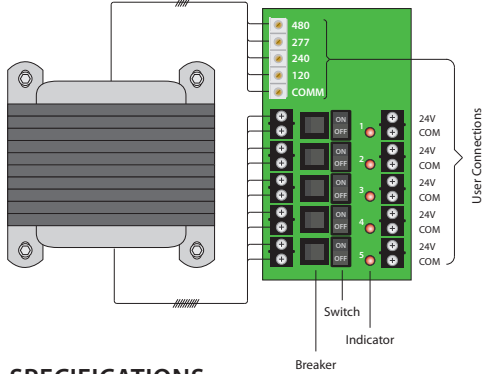 480
277
240
120
COMM
1 ON OFF 24V COM
2 ON OFF 24V COM
3 ON OFF 24V COM
4 ON OFF 24V COM
5 ON OFF 24V COM
User Connections
Switch
Indicator
Breaker
SPECIFICATIONS